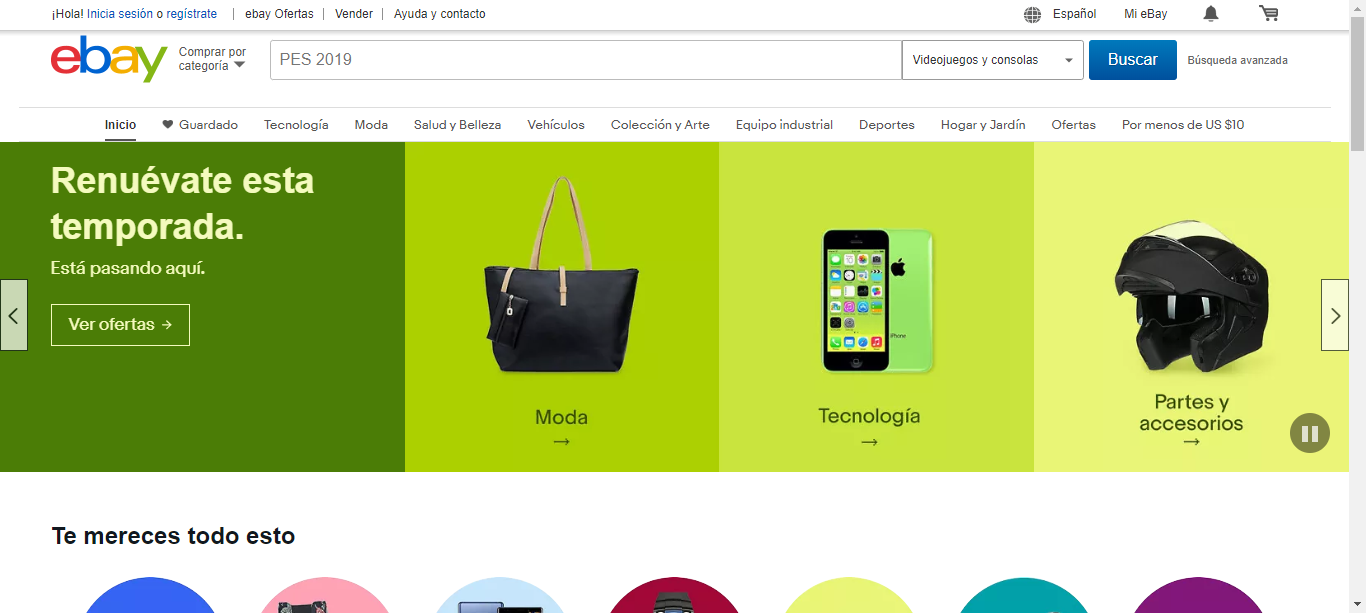 ¡Hola! Inicia sesión o regístrate
ebay Ofertas
Vender
Ayuda y contacto
Español
Mi eBay
ebay
Comprar por
categoría
PES 2019
Videojuegos y consolas
Buscar
Búsqueda avanzada
Inicio
Guardado
Tecnología
Moda
Salud y Belleza
Vehículos
Colección y Arte
Equipo industrial
Deportes
Hogar y Jardín
Ofertas
Por menos de US $10
Renuévate esta
temporada.
Está pasando aquí.
Ver ofertas →
Moda
→
Tecnología
→
iPhone
Partes y
accesorios
→
Te mereces todo esto